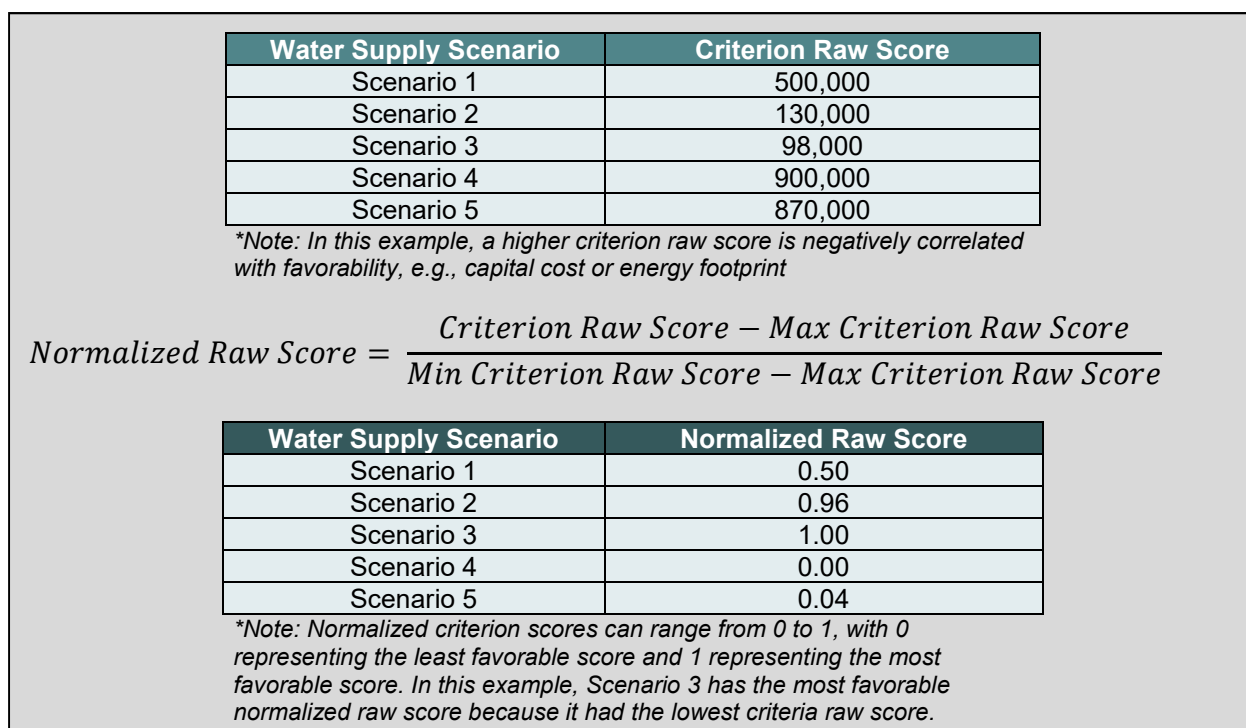 Water Supply Scenario Criterion Raw Score
Scenario 1 500,000
Scenario 2 130,000
Scenario 3 98,000
Scenario 4 900,000
Scenario 5 870,000
*Note: In this example, a higher criterion raw score is negatively correlated
with favorability, e.g., capital cost or energy footprint
Normalized Raw Score = Criterion Raw Score − Max Criterion Raw Score
Min Criterion Raw Score − Max Criterion Raw Score
Water Supply Scenario Normalized Raw Score
Scenario 1 0.50
Scenario 2 0.96
Scenario 3 1.00
Scenario 4 0.00
Scenario 5 0.04
*Note: Normalized criterion scores can range from 0 to 1, with 0
representing the least favorable score and 1 representing the most
favorable score. In this example, Scenario 3 has the most favorable
normalized raw score because it had the lowest criteria raw score.